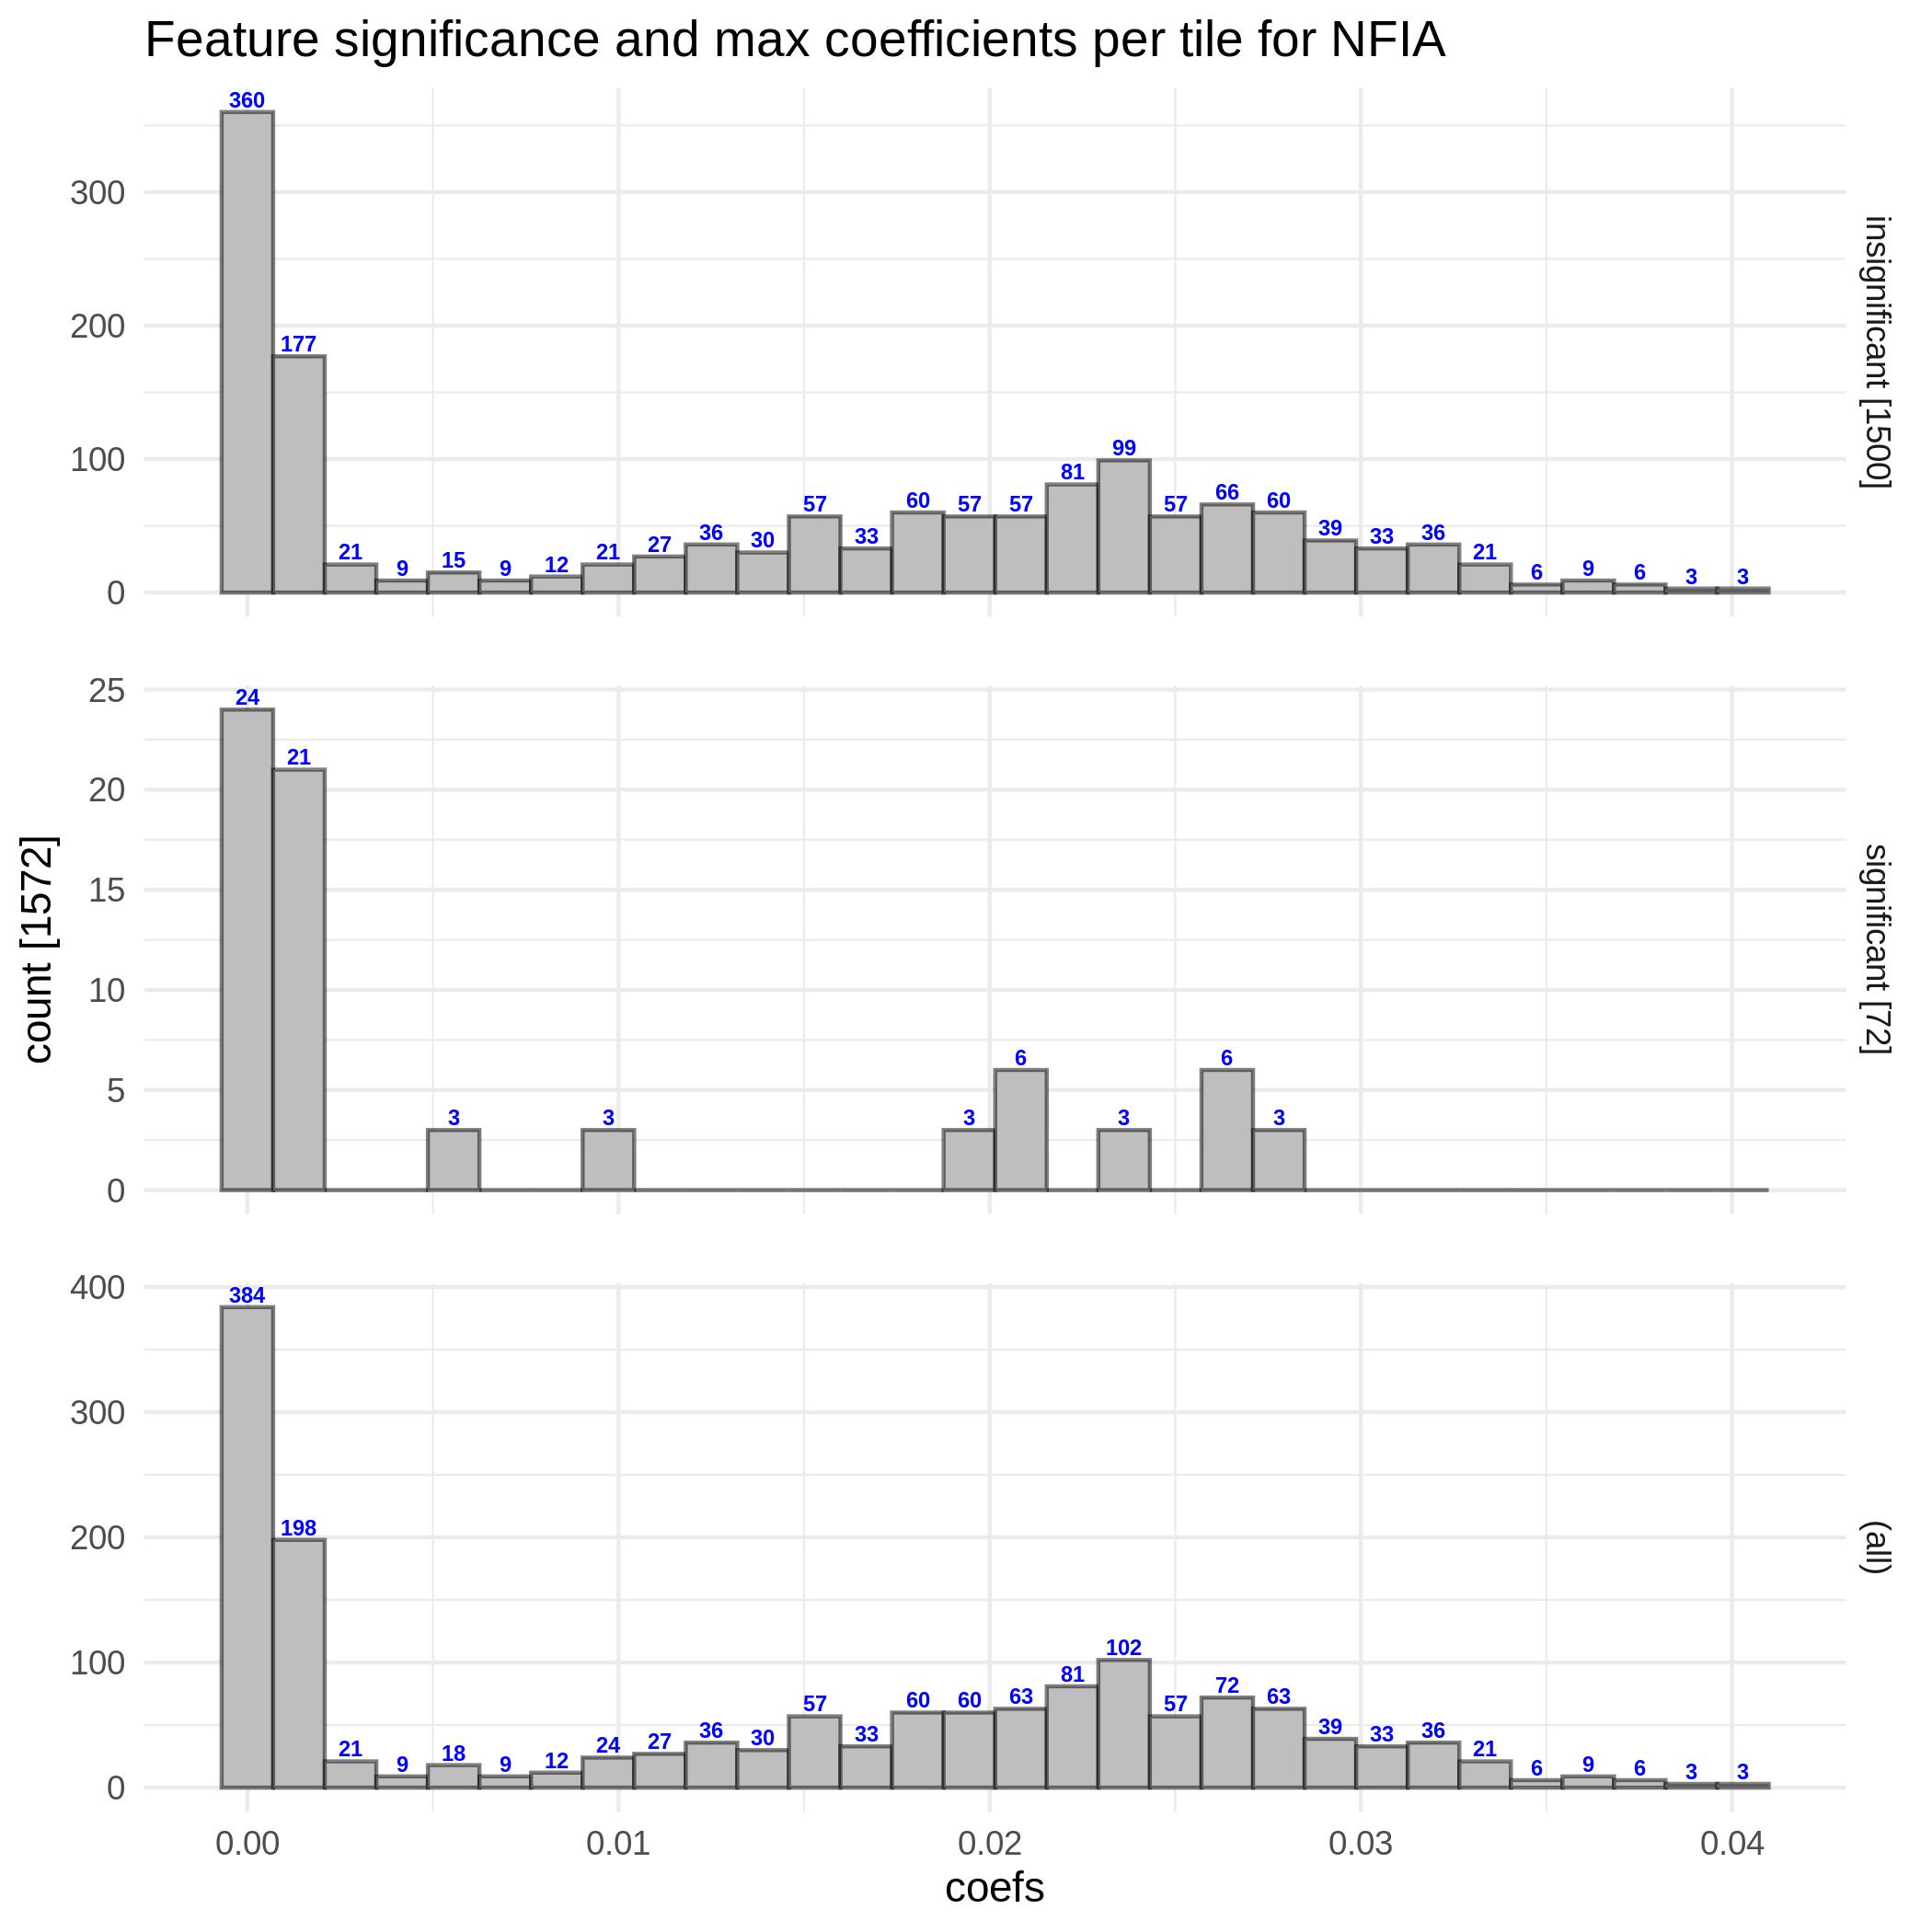 Feature significance and max coefficients per tile for NFIA
360
300
177
200
100
99
81
57 33 60 57 57 57 66 60
21 9 15 9 12 21 27 36 30 39 33 36 21 6 9 6 3 3
0
insignificant [1500]
25
24
21
20
15
10
5
6 6
3 3 3 3 3
0
significant [72]
count [1572]
400
384
300
200
198
100
102
81
57 33 60 60 63 57 72 63
21 9 18 9 12 24 27 36 30 39 33 36 21 6 9 6 3 3
0
(all)
0.00 0.01 0.02 0.03 0.04
coefs